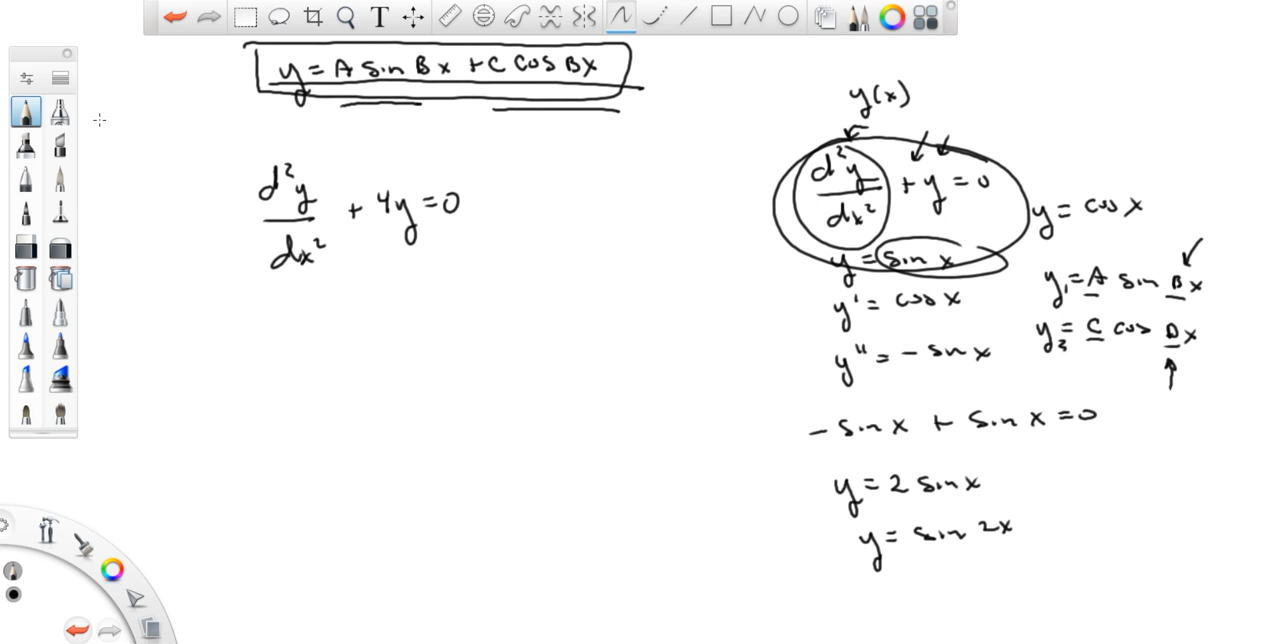 y = A sin Bx + C cos Bx
d²y/dx² + 4y = 0
y(x)
d²y/dx² + y = 0
y = cos x
y = sin x
y₁ = A sin Bx
y' = cos x
y₂ = C cos Dx
y'' = - sin x
- sin x + sin x = 0
y = 2 sin x
y = sin 2x